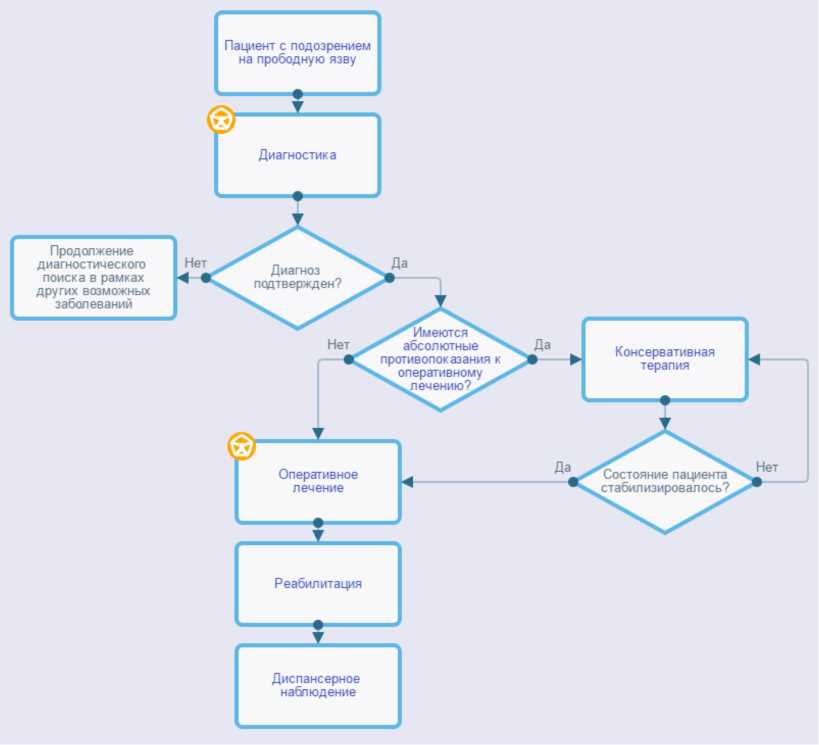 Пациент с подозрением
на прободную язву
Диагностика
Продолжение
диагностического
поиска в рамках
других возможных
заболеваний
Нет
Диагноз
подтвержден?
Да
Нет
Имеются
абсолютные
противопоказания к
оперативному
лечению?
Да
Консервативная
терапия
Оперативное
лечение
Да
Состояние пациента
стабилизировалось?
Нет
Реабилитация
Диспансерное
наблюдение